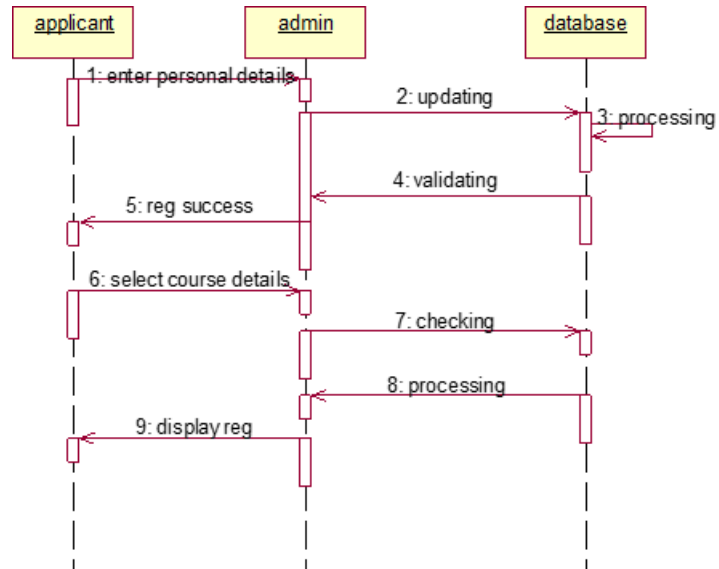 applicant
admin
database
1: enter personal details
2: updating
3: processing
4: validating
5: reg success
6: select course details
7: checking
8: processing
9: display reg